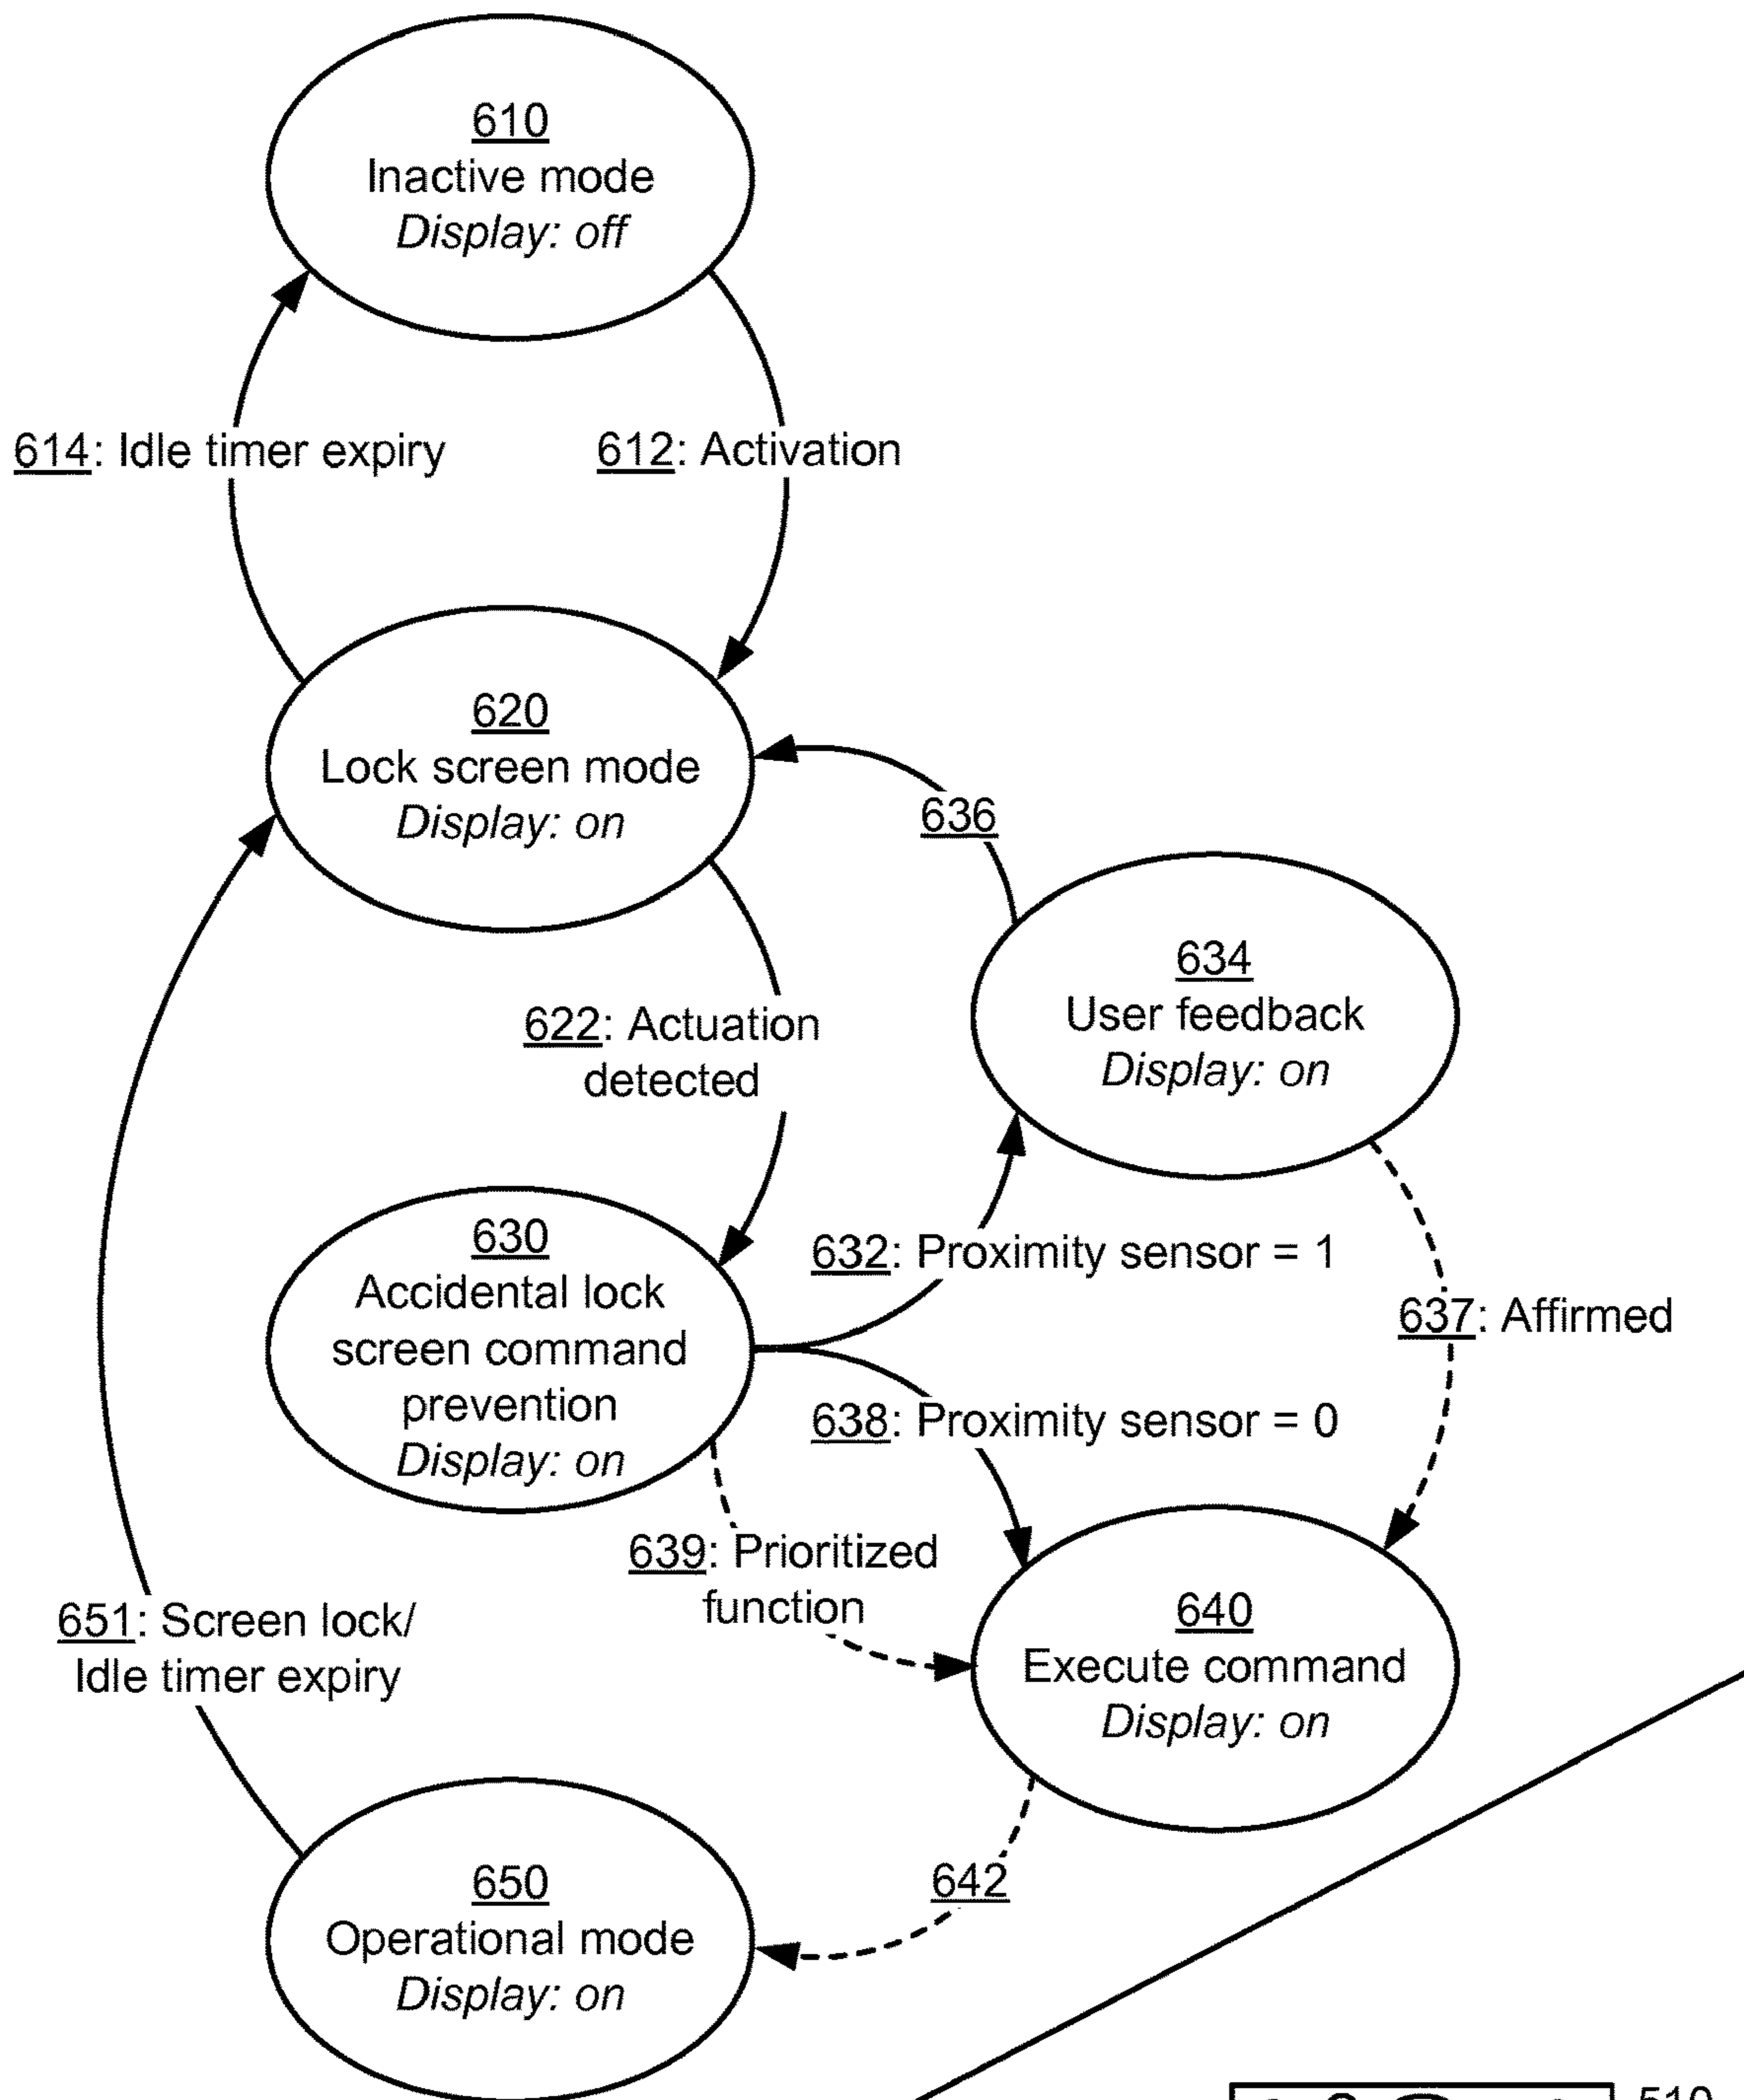 610
Inactive mode
Display: off
614: Idle timer expiry
612: Activation
620
Lock screen mode
Display: on
636
634
User feedback
Display: on
622: Actuation
detected
630
Accidental lock
screen command
prevention
Display: on
632: Proximity sensor = 1
637: Affirmed
638: Proximity sensor = 0
639: Prioritized
function
640
Execute command
Display: on
651: Screen lock/
Idle timer expiry
642
650
Operational mode
Display: on
510